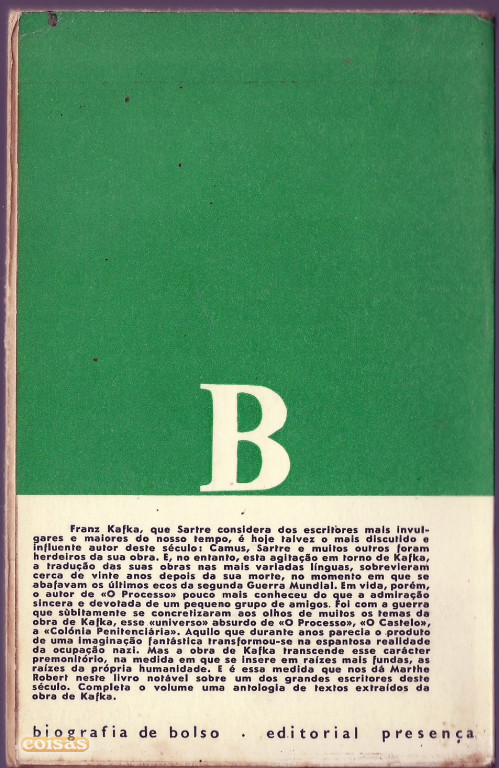 B
Franz Kafka, que Sartre considera dos escritores mais invul-
gares e maiores do nosso tempo, é hoje talvez o mais discutido e
influente autor deste século: Camus, Sartre e muitos outros foram
herdeiros da sua obra. E, no entanto, esta agitação em torno de Kafka,
a tradução das suas obras nas mais variadas línguas, sobrevieram
cerca de vinte anos depois da sua morte, no momento em que se
abafavam os últimos ecos da segunda Guerra Mundial. Em vida, porém,
o autor de «O Processo» pouco mais conheceu do que a admiração
sincera e devotada de um pequeno grupo de amigos. Foi com a guerra
que sùbitamente se concretizaram aos olhos de muitos os temas da
obra de Kafka, esse «universo» absurdo de «O Processo», «O Castelo»,
a «Colónia Penitenciária». Aquilo que durante anos parecia o produto
de uma imaginação fantástica transformou-se na espantosa realidade
da ocupação nazi. Mas a obra de Kafka transcende esse carácter
premonitório, na medida em que se insere em raízes mais fundas, as
raízes da própria humanidade. E é essa medida que nos dá Marthe
Robert neste livro notável sobre um dos grandes escritores deste
século. Completa o volume uma antologia de textos extraídos da
obra de Kafka.
biografia de bolso . editorial presença
coisas